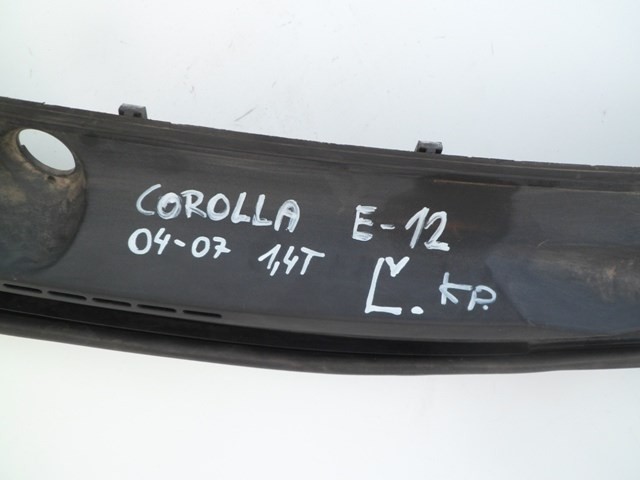 COROLLA E-12
04-07 1,4T Č. KP.